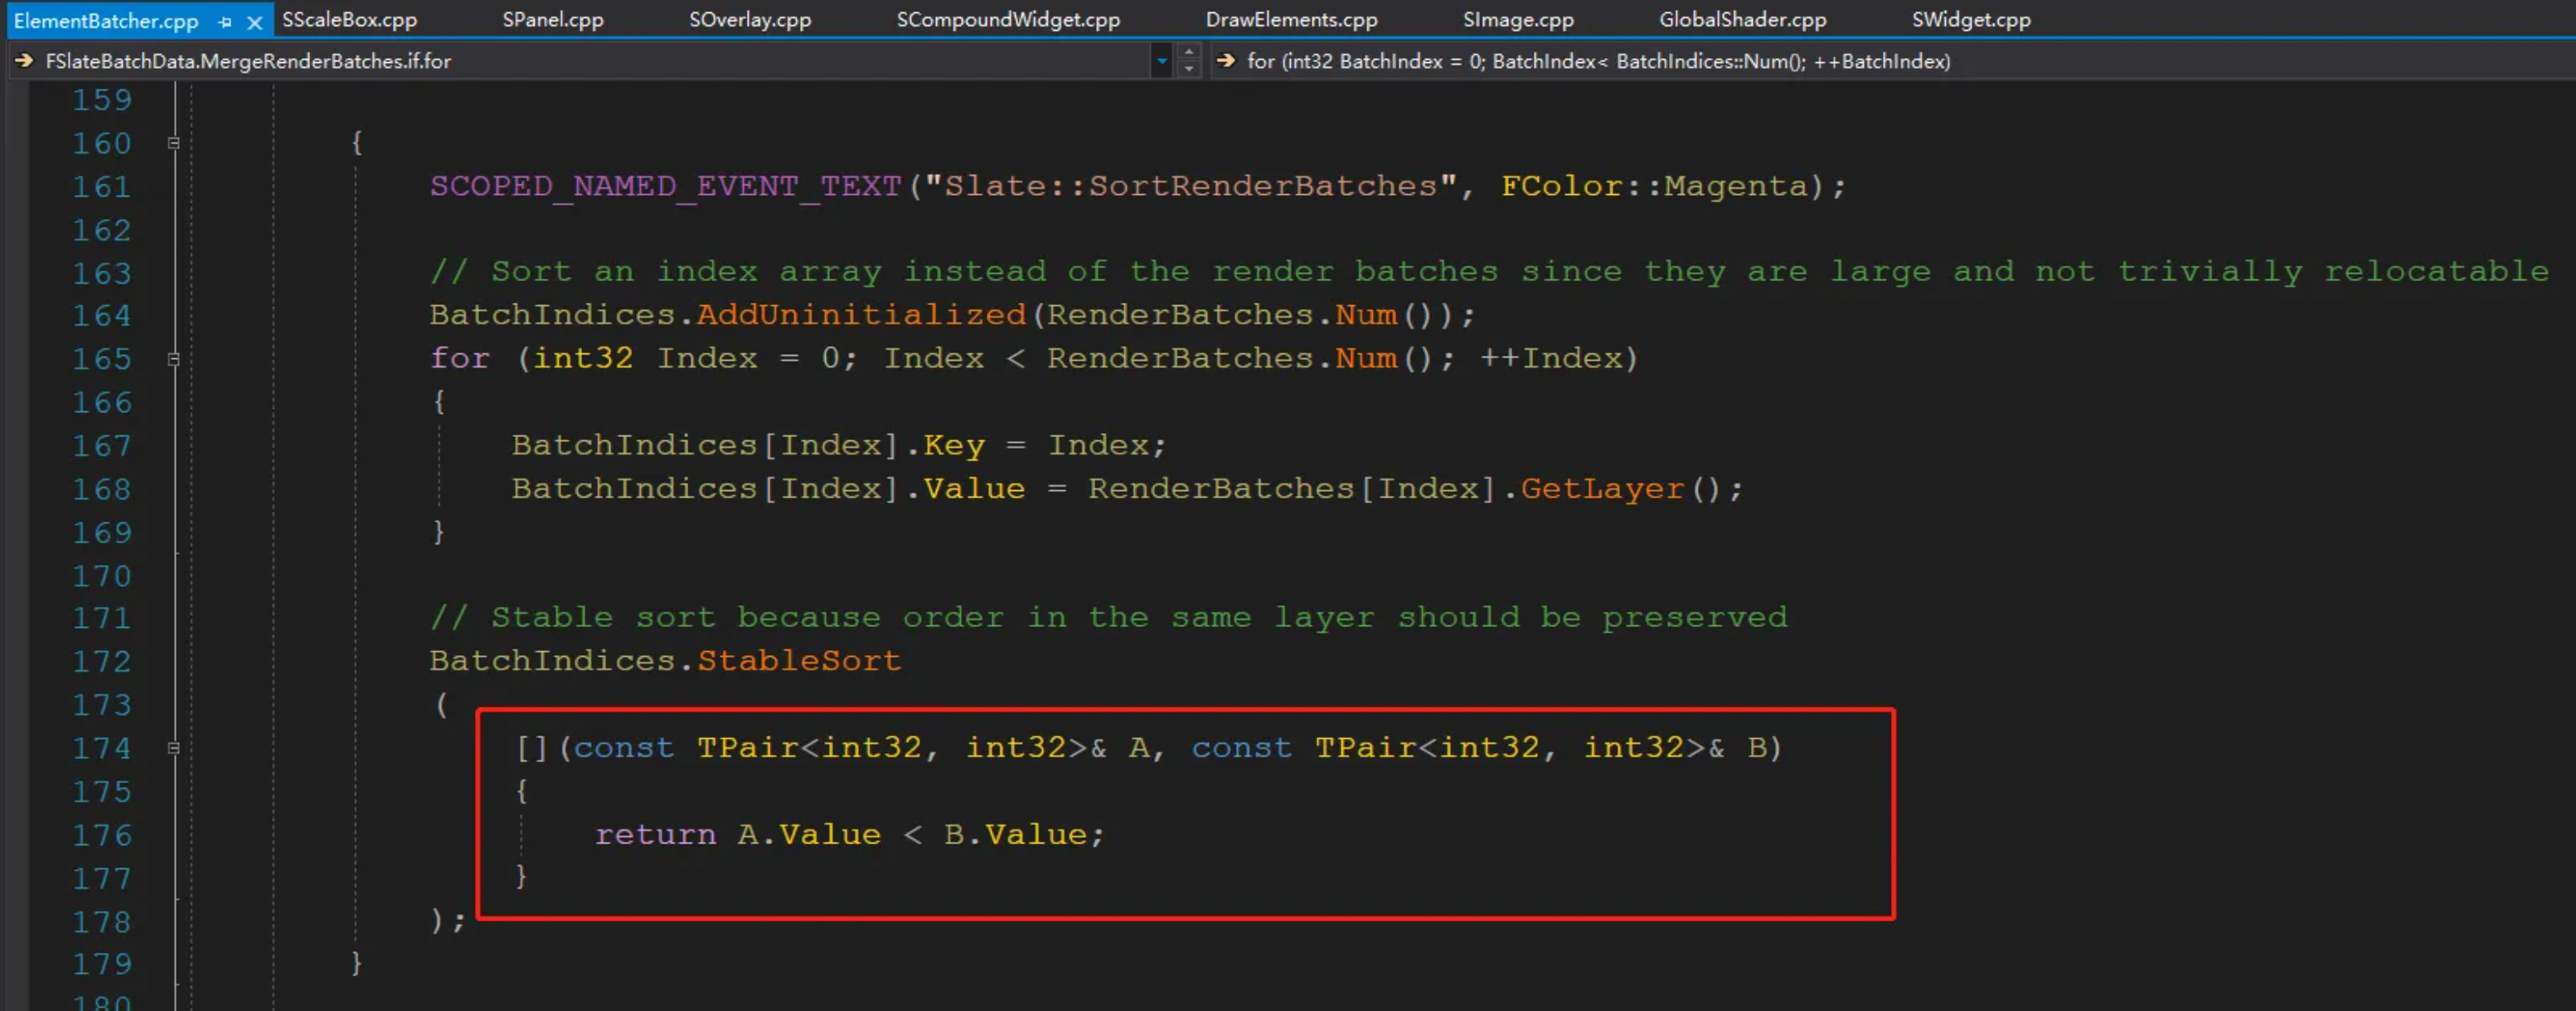 ElementBatcher.cpp SScaleBox.cpp SPanel.cpp SOverlay.cpp SCompoundWidget.cpp DrawElements.cpp SImage.cpp GlobalShader.cpp SWidget.cpp
FSlateBatchData.MergeRenderBatches.if.for for (int32 BatchIndex = 0; BatchIndex< BatchIndices::Num(); ++BatchIndex)
159
160 {
161 SCOPED_NAMED_EVENT_TEXT("Slate::SortRenderBatches", FColor::Magenta);
162
163 // Sort an index array instead of the render batches since they are large and not trivially relocatable
164 BatchIndices.AddUninitialized(RenderBatches.Num());
165 for (int32 Index = 0; Index < RenderBatches.Num(); ++Index)
166 {
167 BatchIndices[Index].Key = Index;
168 BatchIndices[Index].Value = RenderBatches[Index].GetLayer();
169 }
170
171 // Stable sort because order in the same layer should be preserved
172 BatchIndices.StableSort
173 (
174 [](const TPair<int32, int32>& A, const TPair<int32, int32>& B)
175 {
176 return A.Value < B.Value;
177 }
178 );
179 }
180